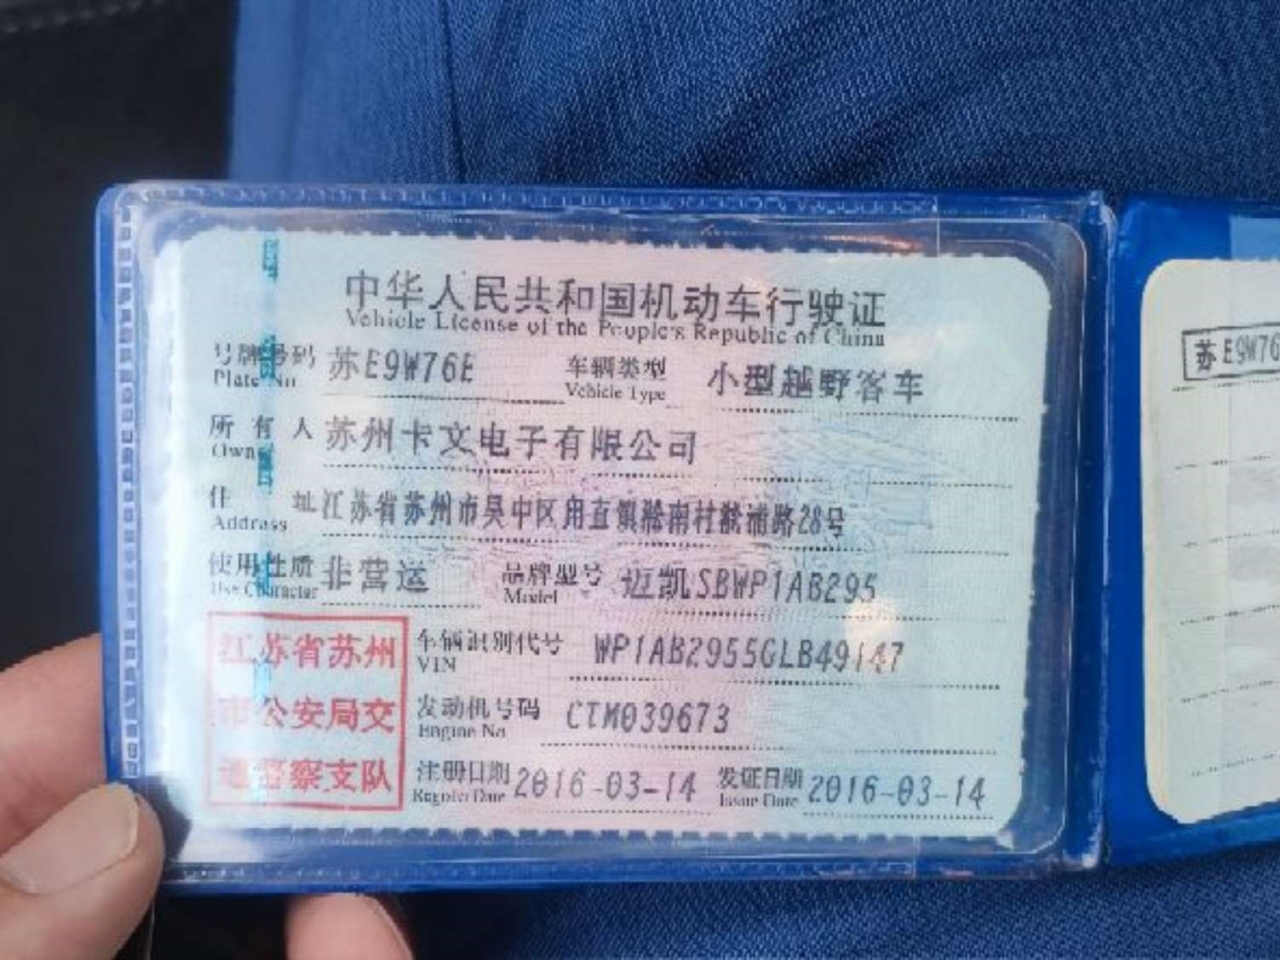 中华人民共和国机动车行驶证
Vehicle License of the People's Republic of China
号牌号码 苏E9W76E 车辆类型 小型越野客车
Plate No Vehicle Type
所有人 苏州卡文电子有限公司
Owner
住址 江苏省苏州市吴中区甪直镇淞南村淞浦路28号
Address
使用性质 非营运 品牌型号 迈凯SBWP1AB295
Use Character Model
江苏省苏州
市公安局交
通警察支队
车辆识别代号 WP1AB2955GLB49147
VIN
发动机号码 CTM039673
Engine No
注册日期 2016-03-14 发证日期 2016-03-14
Register Date Issue Date
苏E9W76